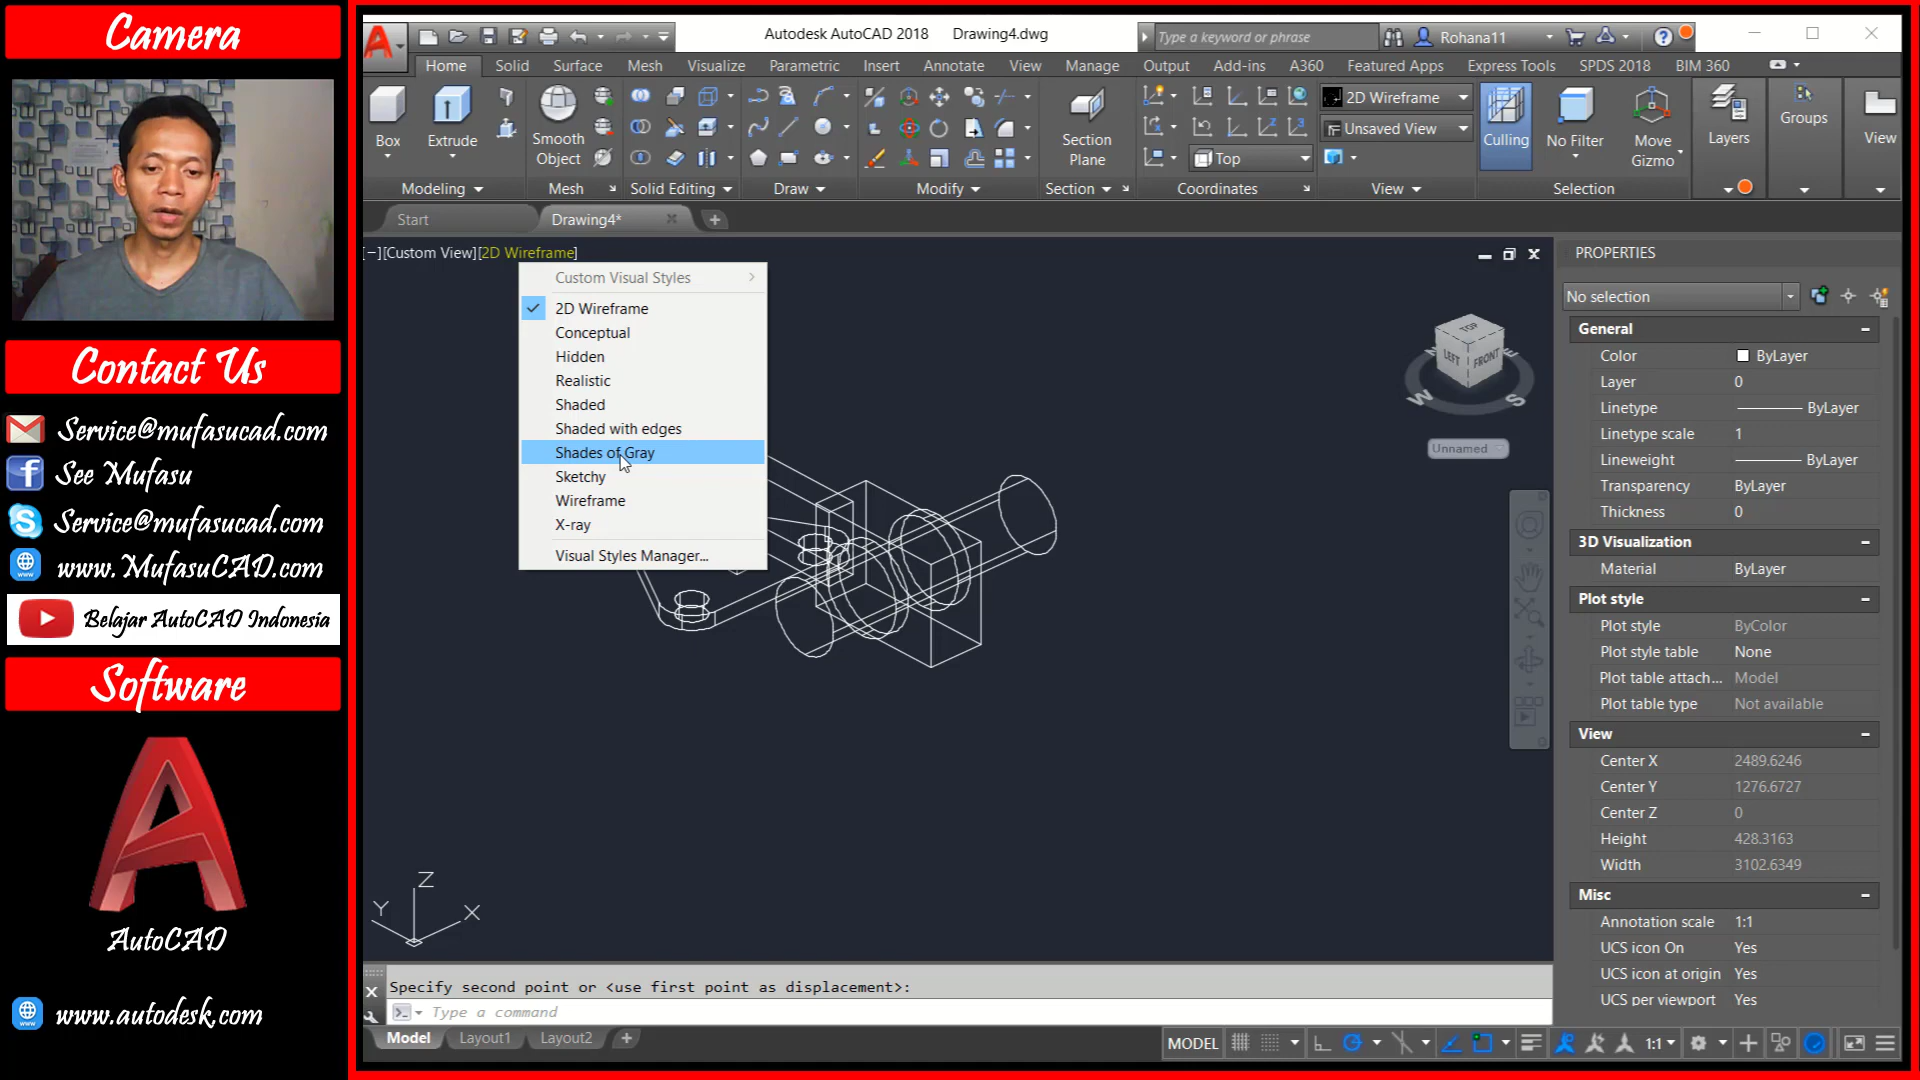 Camera
Contact Us
Service@mufasucad.com
See Mufasu
Service@mufasucad.com
www.MufasuCAD.com
Belajar AutoCAD Indonesia
Software
AutoCAD
www.autodesk.com
Autodesk AutoCAD 2018 Drawing4.dwg
Type a keyword or phrase
Rohana11
Home Solid Surface Mesh Visualize Parametric Insert Annotate View Manage Output Add-ins A360 Featured Apps Express Tools SPDS 2018 BIM 360
Box
Extrude
Smooth Object
Section Plane
2D Wireframe
Unsaved View
Top
Culling
No Filter
Move Gizmo
Layers
Groups
View
Modeling Mesh Solid Editing Draw Modify Section Coordinates View Selection
Start Drawing4*
[−][Custom View][2D Wireframe]
Custom Visual Styles
2D Wireframe
Conceptual
Hidden
Realistic
Shaded
Shaded with edges
Shades of Gray
Sketchy
Wireframe
X-ray
Visual Styles Manager...
TOP
LEFT FRONT
W S
Unnamed
Z
Y X
PROPERTIES
No selection
General
Color ByLayer
Layer 0
Linetype ByLayer
Linetype scale 1
Lineweight ByLayer
Transparency ByLayer
Thickness 0
3D Visualization
Material ByLayer
Plot style
Plot style ByColor
Plot style table None
Plot table attach... Model
Plot table type Not available
View
Center X 2489.6246
Center Y 1276.6727
Center Z 0
Height 428.3163
Width 3102.6349
Misc
Annotation scale 1:1
UCS icon On Yes
UCS icon at origin Yes
UCS per viewport Yes
Specify second point or <use first point as displacement>:
Type a command
Model Layout1 Layout2
MODEL 1:1